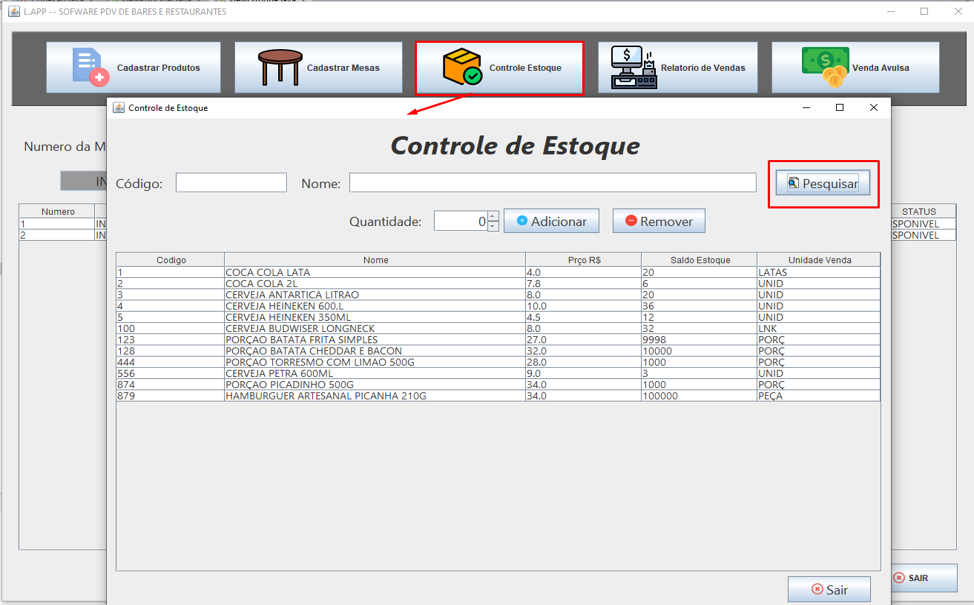 L.APP -- SOFWARE PDV DE BARES E RESTAURANTES
Cadastrar Produtos
Cadastrar Mesas
Controle Estoque
Relatorio de Vendas
Venda Avulsa
Controle de Estoque
Numero da M
Controle de Estoque
Código:
Nome:
Pesquisar
IN
Quantidade: 0 Adicionar Remover
Numero
STATUS
1 IN SPONIVEL
2 IN SPONIVEL
Codigo Nome Prço R$ Saldo Estoque Unidade Venda
1 COCA COLA LATA 4.0 20 LATAS
2 COCA COLA 2L 7.8 6 UNID
3 CERVEJA ANTARTICA LITRAO 8.0 20 UNID
4 CERVEJA HEINEKEN 600,L 10.0 36 UNID
5 CERVEJA HEINEKEN 350ML 4.5 12 UNID
100 CERVEJA BUDWISER LONGNECK 8.0 32 LNK
123 PORÇAO BATATA FRITA SIMPLES 27.0 9998 PORÇ
128 PORÇAO BATATA CHEDDAR E BACON 32.0 10000 PORÇ
444 PORÇAO TORRESMO COM LIMAO 500G 28.0 1000 PORÇ
556 CERVEJA PETRA 600ML 9.0 3 UNID
874 PORÇAO PICADINHO 500G 34.0 1000 PORÇ
879 HAMBURGUER ARTESANAL PICANHA 210G 34.0 100000 PEÇA
Sair
SAIR